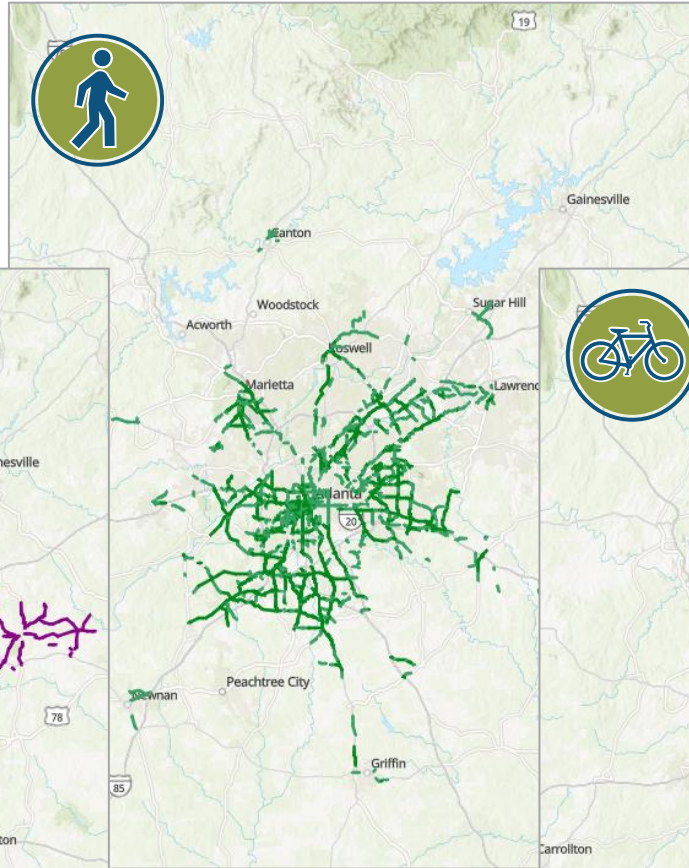 19
Gainesville
Canton
Woodstock
Sugar Hill
Acworth
Roswell
Marietta
Lawrenc
nesville
Atlanta
20
Peachtree City
Newnan
78
Griffin
85
ton
Carrollton